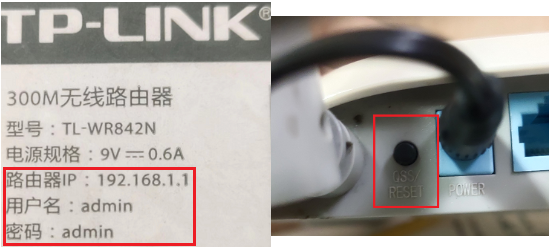 TP-LINK®
300M无线路由器
型号：TL-WR842N
电源规格：9V⎓0.6A
路由器IP：192.168.1.1
用户名：admin
密码：admin
QSS/
RESET
POWER